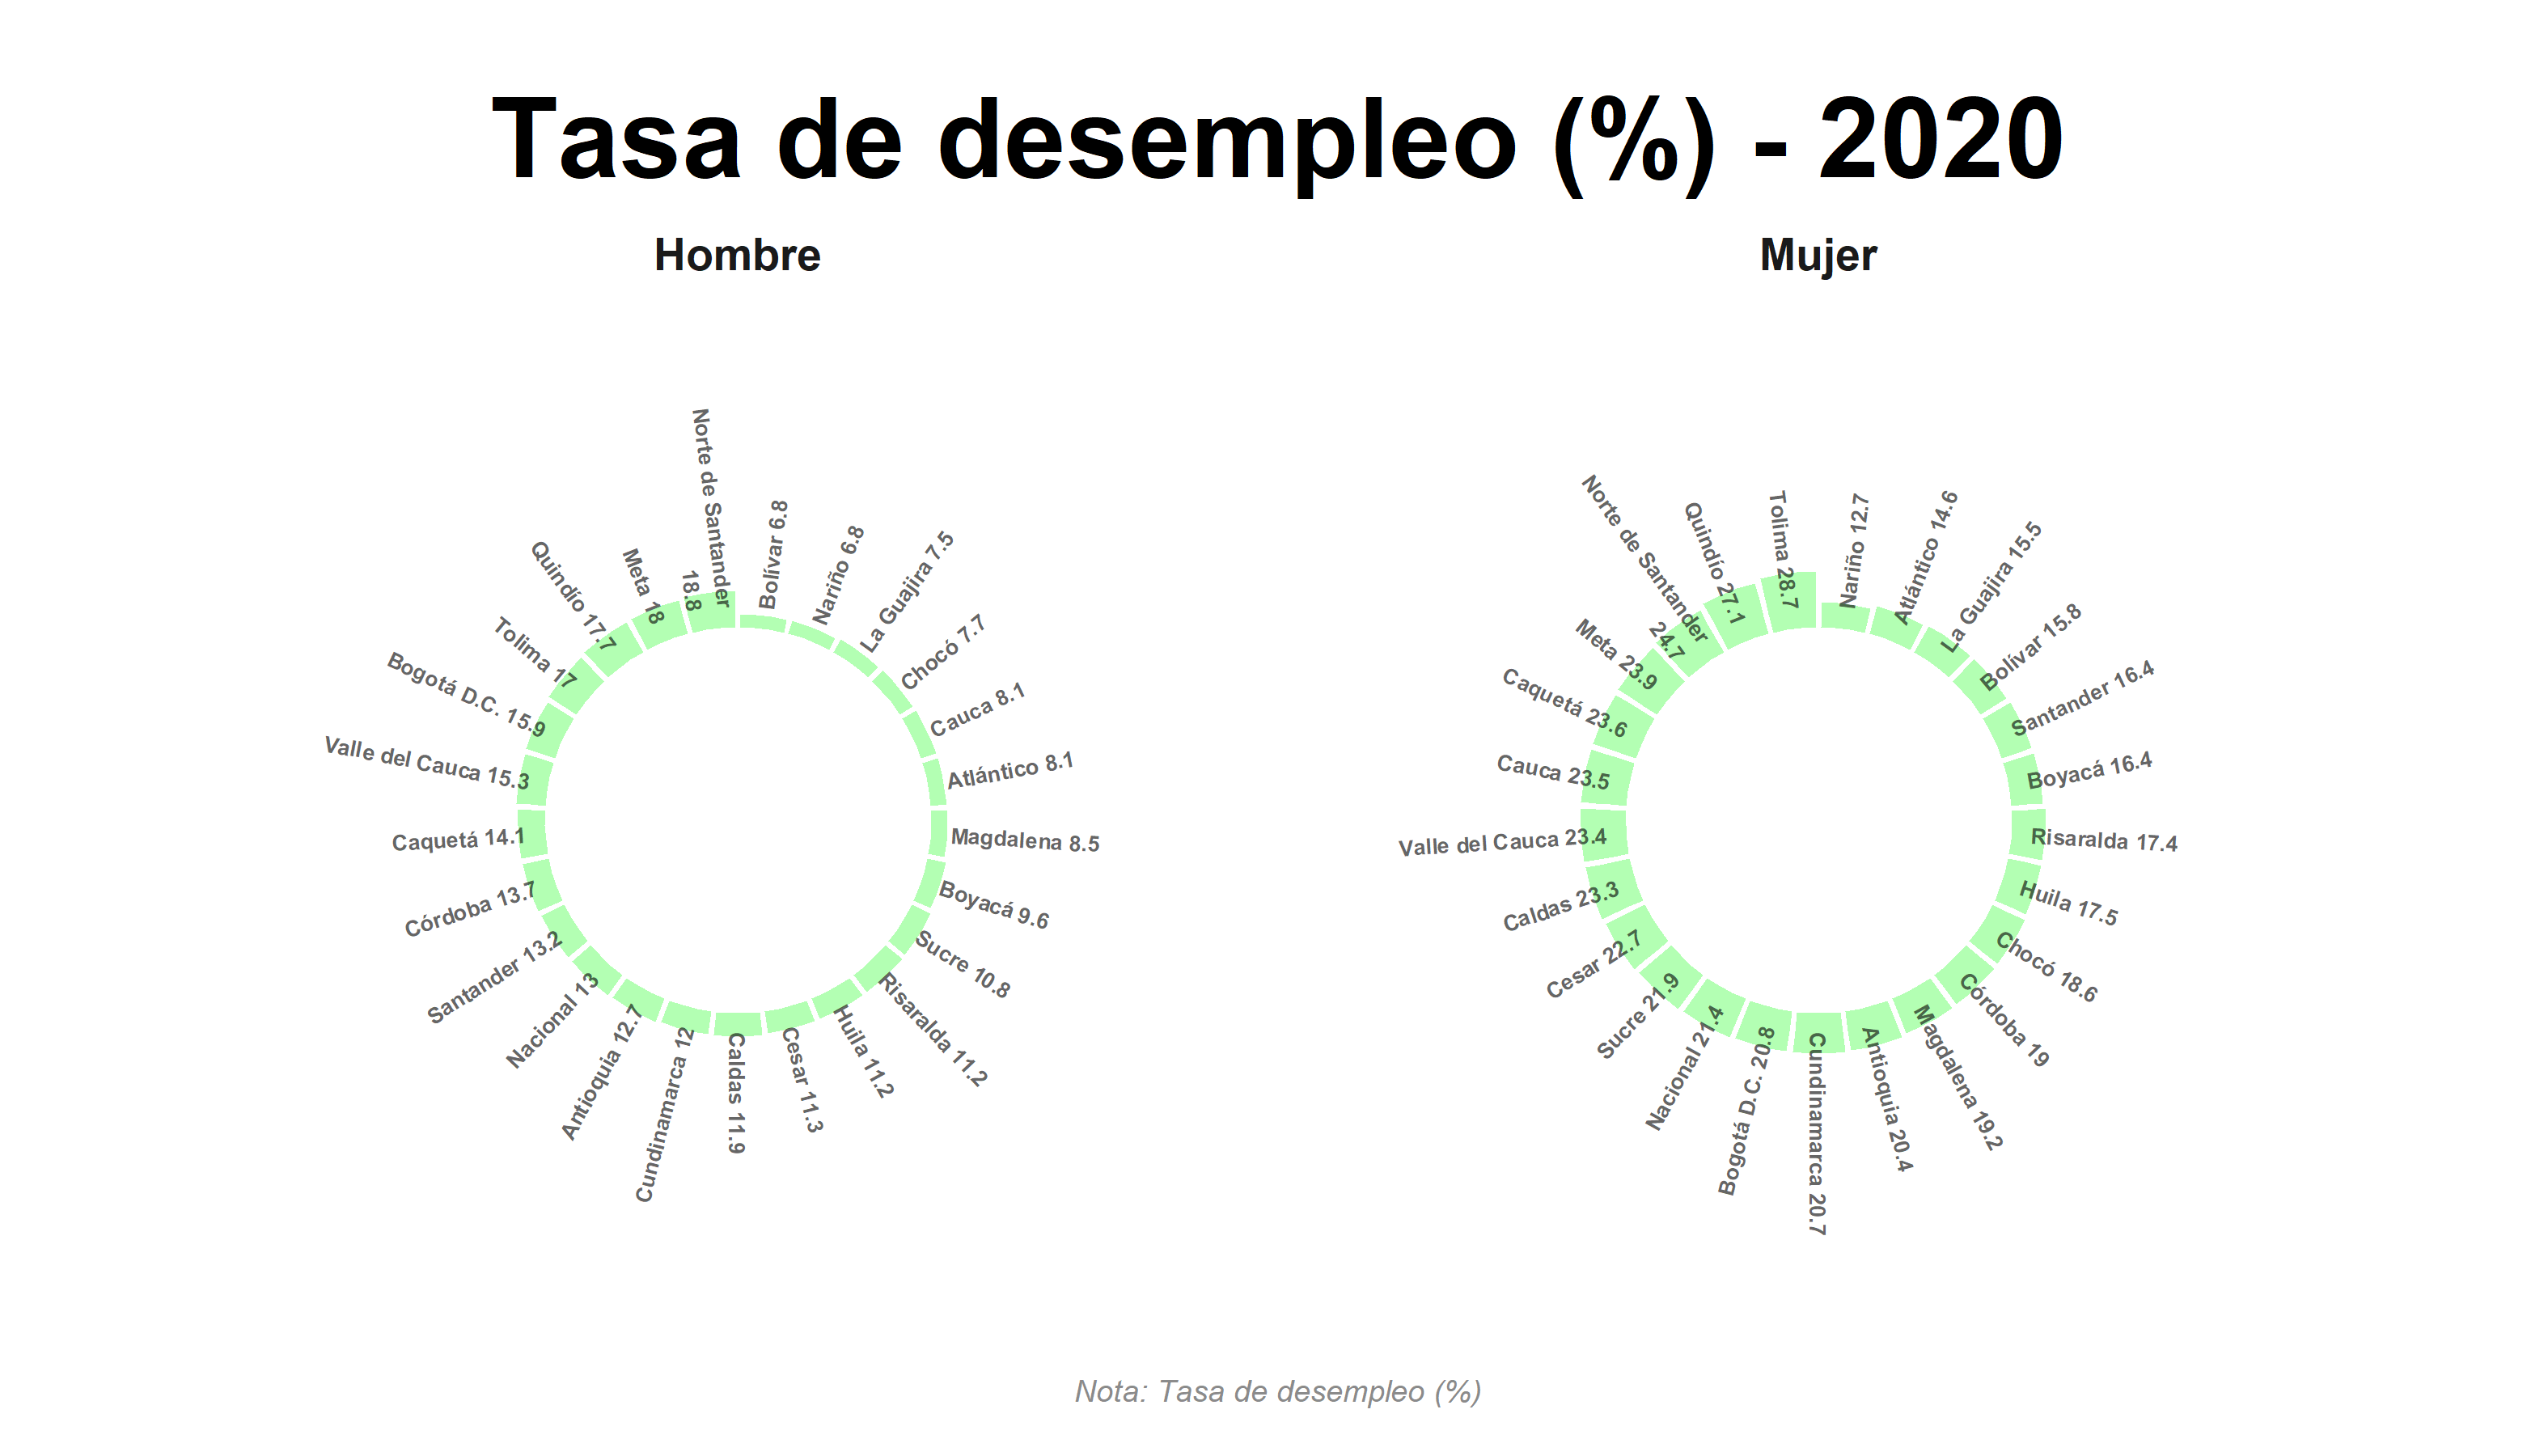 Tasa de desempleo (%) - 2020
Hombre
Bolívar 6.8
Nariño 6.8
La Guajira 7.5
Chocó 7.7
Cauca 8.1
Atlántico 8.1
Magdalena 8.5
Boyacá 9.6
Sucre 10.8
Risaralda 11.2
Huila 11.2
Cesar 11.3
Caldas 11.9
Cundinamarca 12
Antioquia 12.7
Nacional 13
Santander 13.2
Córdoba 13.7
Caquetá 14.1
Valle del Cauca 15.3
Bogotá D.C. 15.9
Tolima 17
Quindío 17.7
Meta 18
Norte de Santander
18.8
Mujer
Nariño 12.7
Atlántico 14.6
La Guajira 15.5
Bolívar 15.8
Santander 16.4
Boyacá 16.4
Risaralda 17.4
Huila 17.5
Chocó 18.6
Córdoba 19
Magdalena 19.2
Antioquia 20.4
Cundinamarca 20.7
Bogotá D.C. 20.8
Nacional 21.4
Sucre 21.9
Cesar 22.7
Caldas 23.3
Valle del Cauca 23.4
Cauca 23.5
Caquetá 23.6
Meta 23.9
Norte de Santander
24.7
Quindío 27.1
Tolima 28.7
Nota: Tasa de desempleo (%)